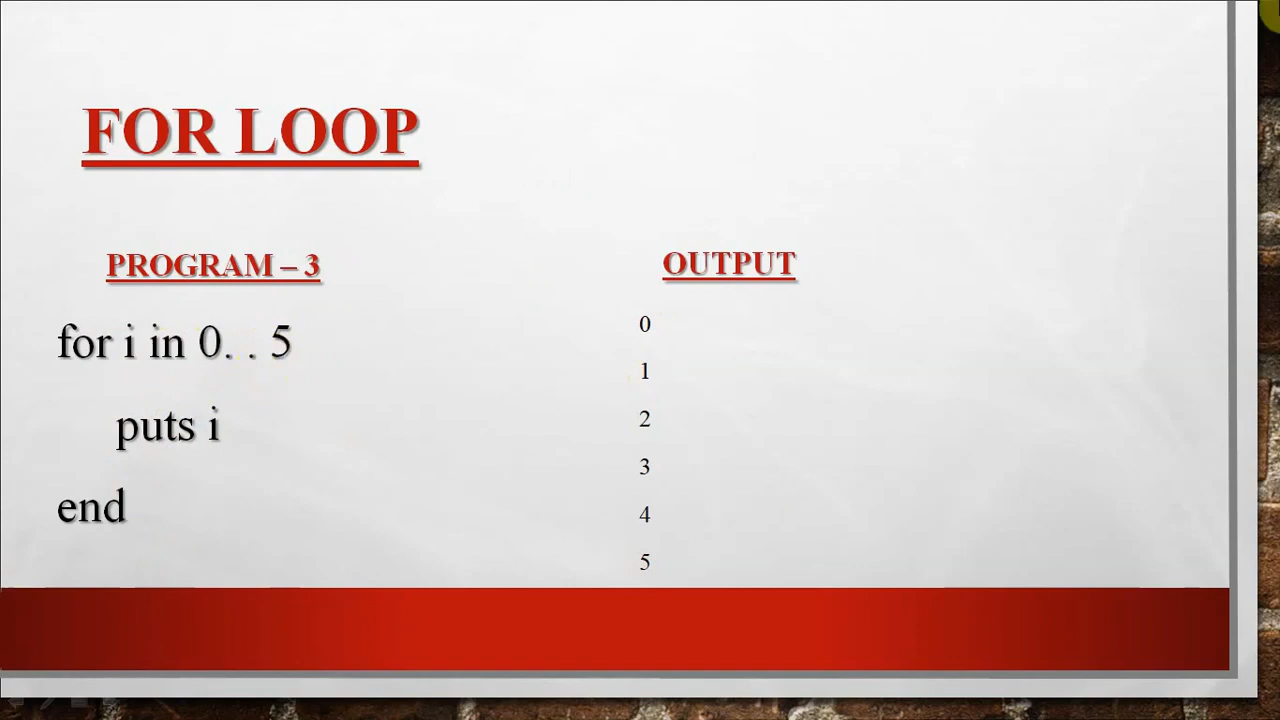 FOR LOOP
PROGRAM – 3
for i in 0. . 5
puts i
end
OUTPUT
0
1
2
3
4
5